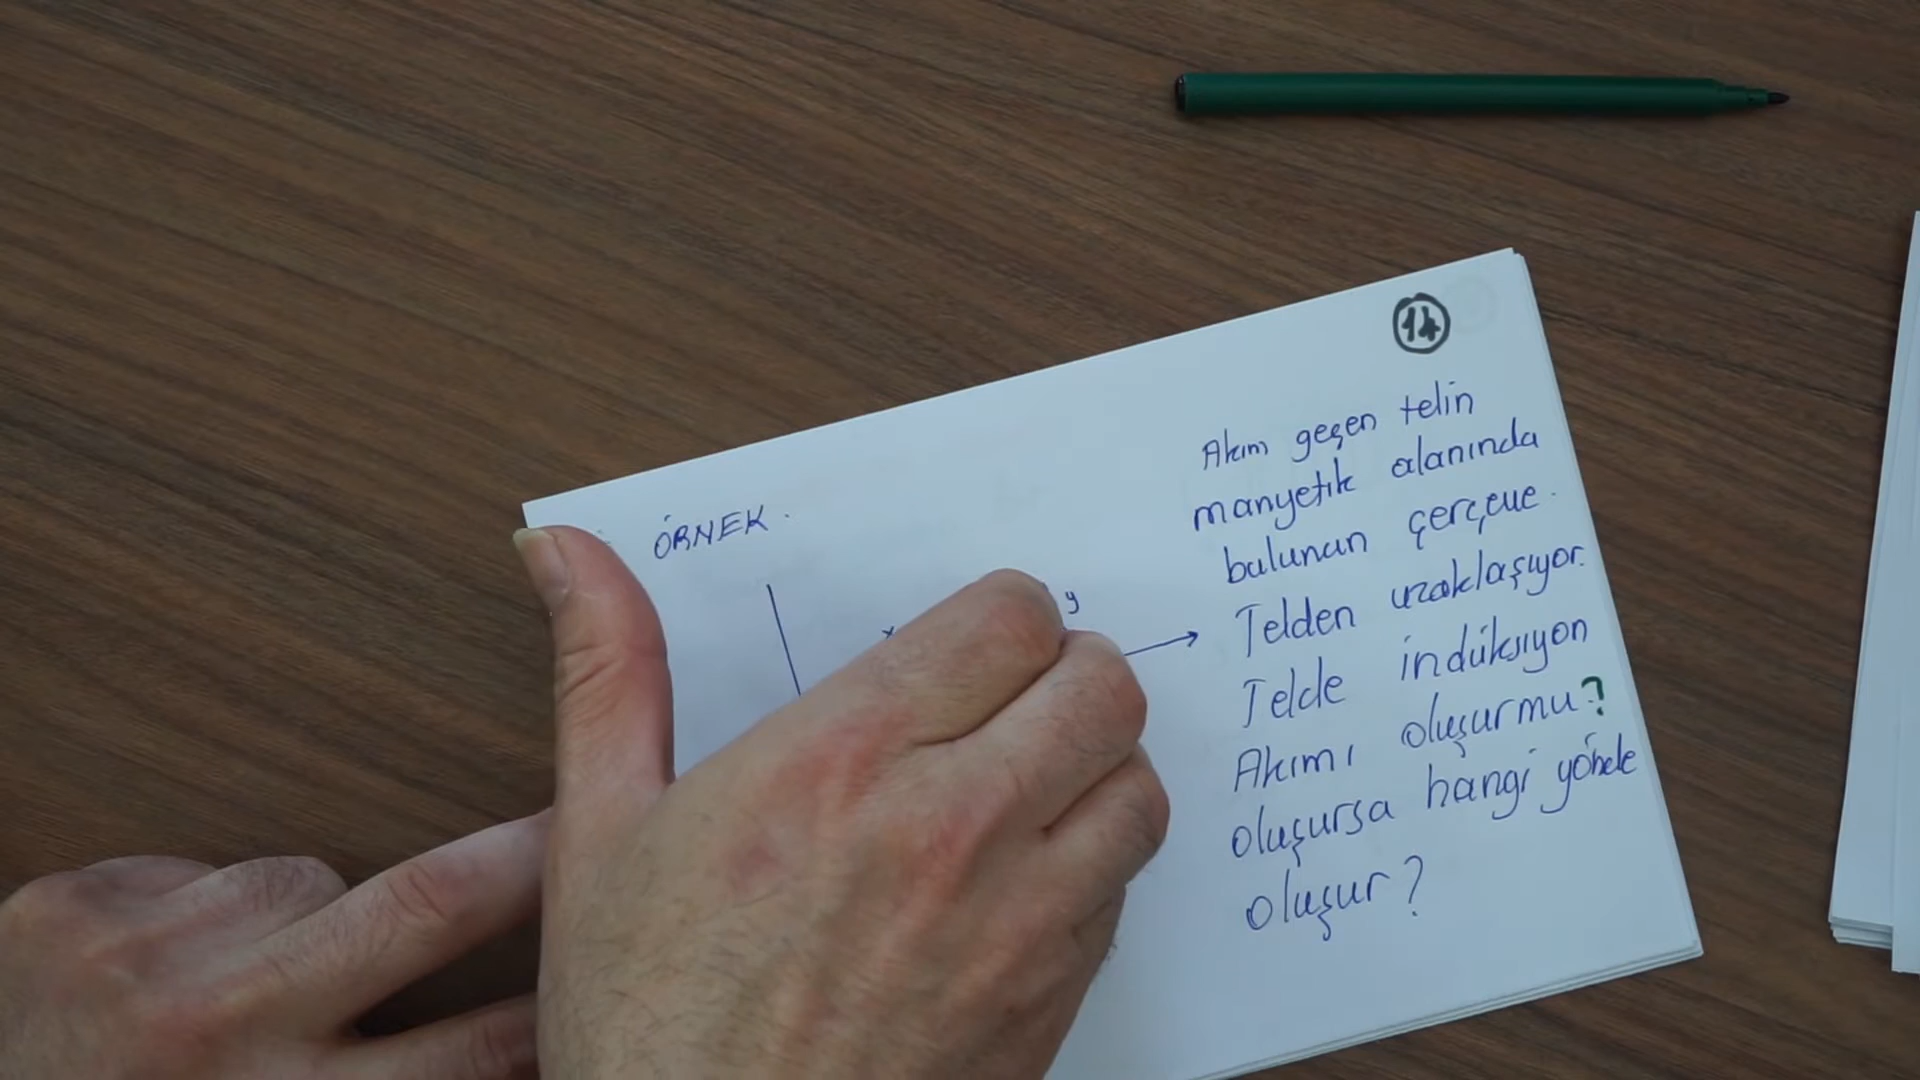 14
ÖRNEK.
x
y
Akım geçen telin
manyetik alanında
bulunan çerçeve.
Telden uzaklaşıyor.
Telde indüksiyon
Akımı oluşurmu?
oluşursa hangi yönde
oluşur?